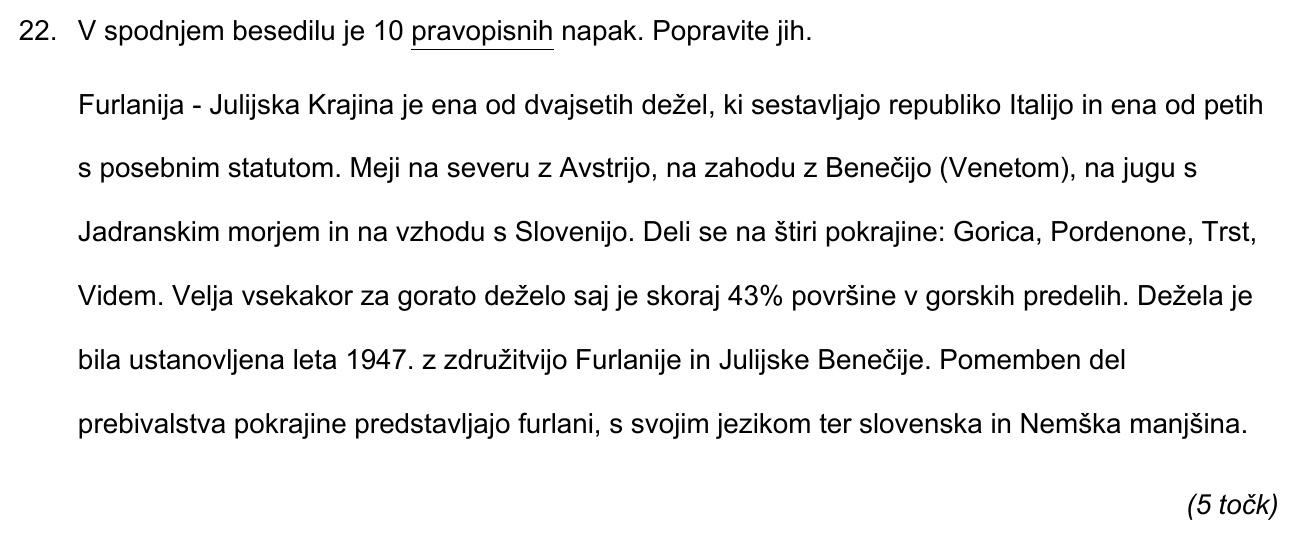 22. V spodnjem besedilu je 10 pravopisnih napak. Popravite jih.
Furlanija - Julijska Krajina je ena od dvajsetih dežel, ki sestavljajo republiko Italijo in ena od petih
s posebnim statutom. Meji na severu z Avstrijo, na zahodu z Benečijo (Venetom), na jugu s
Jadranskim morjem in na vzhodu s Slovenijo. Deli se na štiri pokrajine: Gorica, Pordenone, Trst,
Videm. Velja vsekakor za gorato deželo saj je skoraj 43% površine v gorskih predelih. Dežela je
bila ustanovljena leta 1947. z združitvijo Furlanije in Julijske Benečije. Pomemben del
prebivalstva pokrajine predstavljajo furlani, s svojim jezikom ter slovenska in Nemška manjšina.
(5 točk)